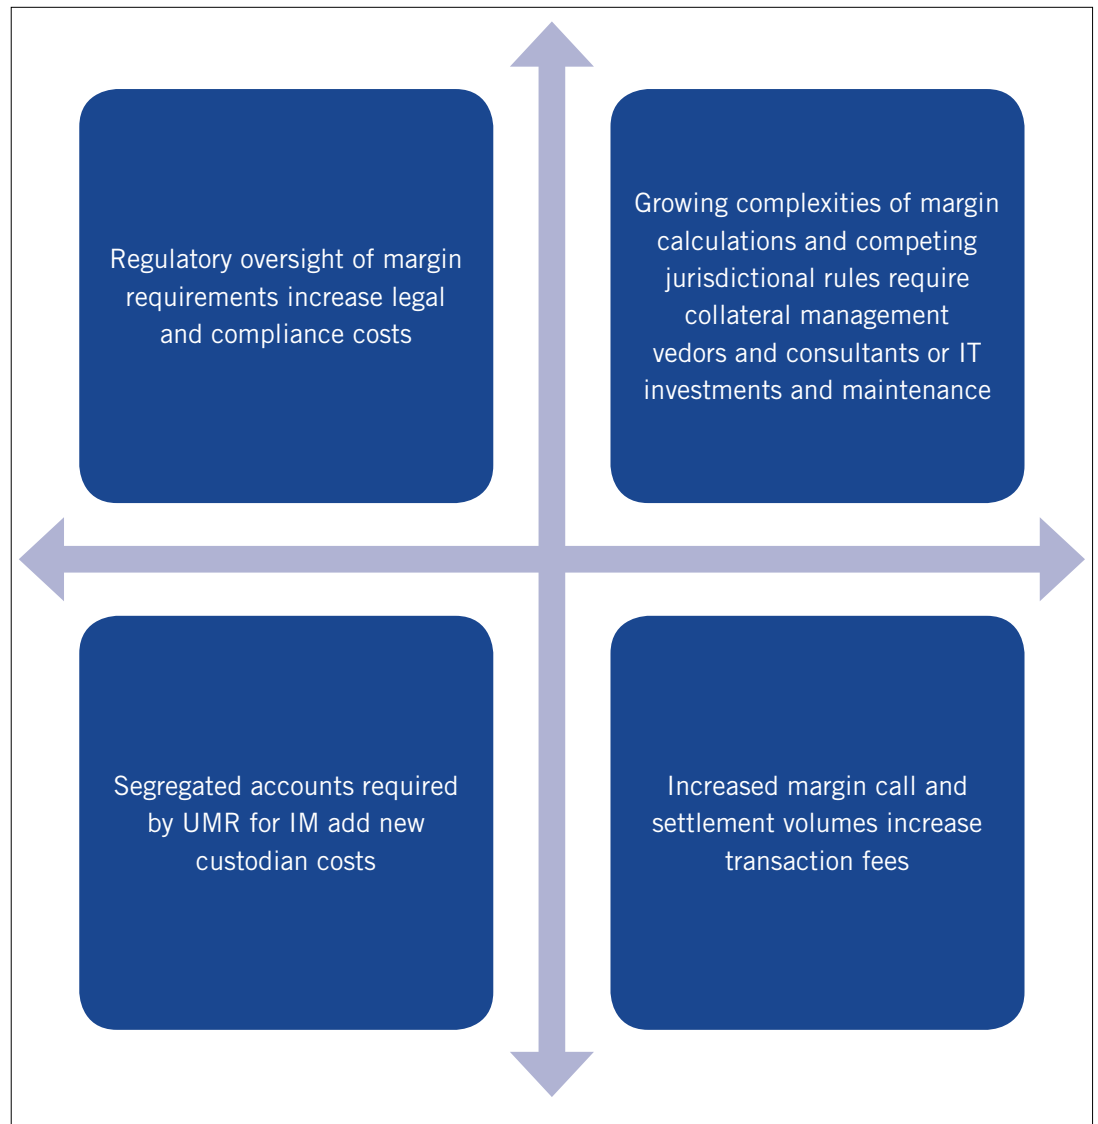 Regulatory oversight of margin
requirements increase legal
and compliance costs
Growing complexities of margin
calculations and competing
jurisdictional rules require
collateral management
vedors and consultants or IT
investments and maintenance
Segregated accounts required
by UMR for IM add new
custodian costs
Increased margin call and
settlement volumes increase
transaction fees